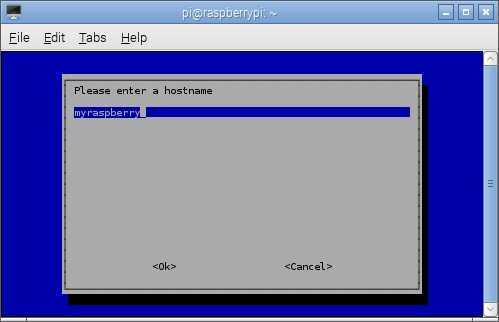 pi@raspberrypi: ~
File Edit Tabs Help
Please enter a hostname
myraspberry
<Ok> <Cancel>